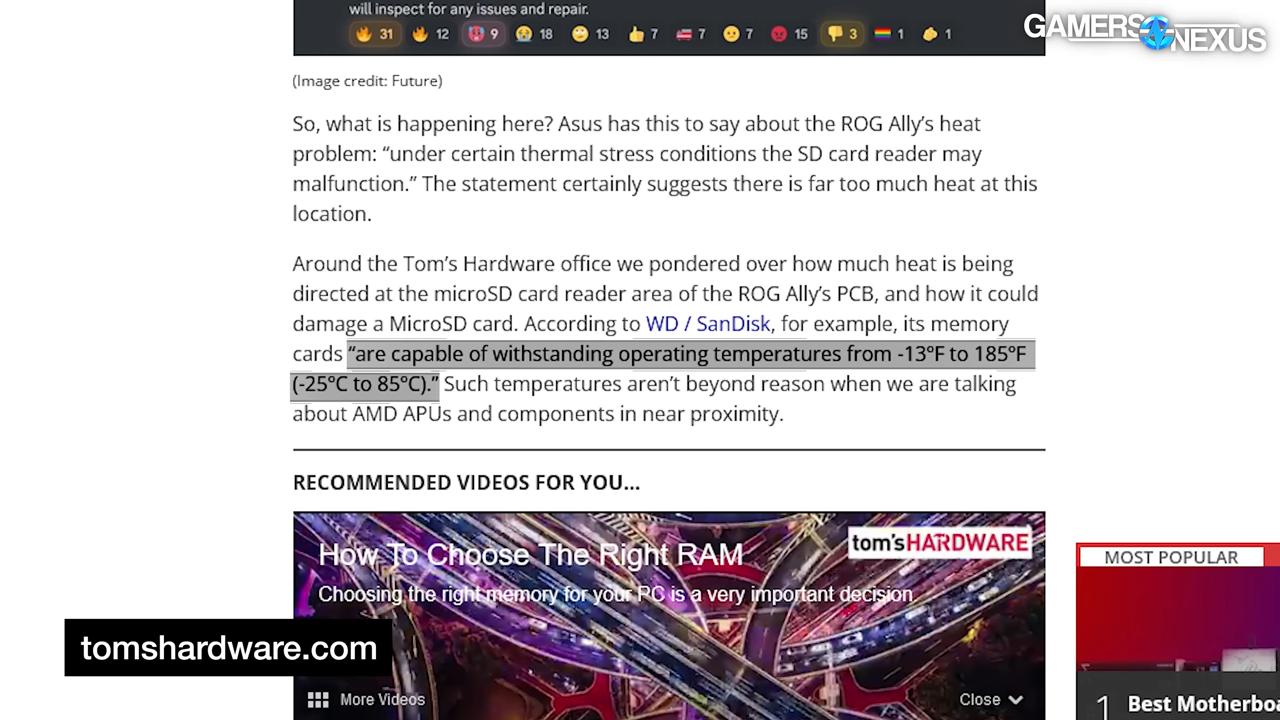 will inspect for any issues and repair.
GAMERS NEXUS
31 12 9 18 13 7 7 7 15 3 1 1
(Image credit: Future)
So, what is happening here? Asus has this to say about the ROG Ally’s heat
problem: “under certain thermal stress conditions the SD card reader may
malfunction.” The statement certainly suggests there is far too much heat at this
location.
Around the Tom’s Hardware office we pondered over how much heat is being
directed at the microSD card reader area of the ROG Ally’s PCB, and how it could
damage a MicroSD card. According to WD / SanDisk, for example, its memory
cards “are capable of withstanding operating temperatures from -13ºF to 185ºF
(-25ºC to 85ºC).” Such temperatures aren’t beyond reason when we are talking
about AMD APUs and components in near proximity.
RECOMMENDED VIDEOS FOR YOU...
How To Choose The Right RAM
tom'sHARDWARE
Choosing the right memory for your PC is a very important decision.
MOST POPULAR
tomshardware.com
More Videos
Close
1 Best Motherboa